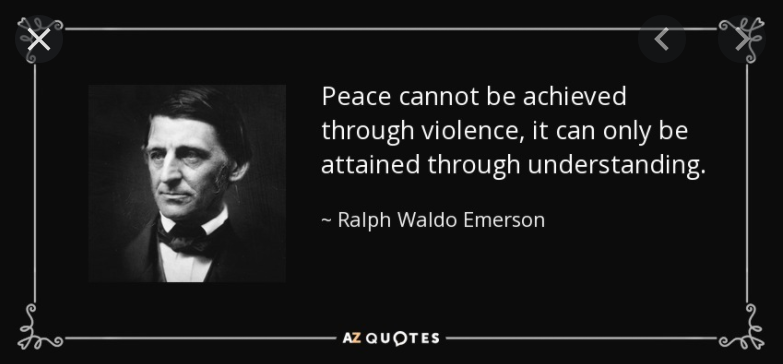 Peace cannot be achieved
through violence, it can only be
attained through understanding.
~ Ralph Waldo Emerson
AZ QUOTES